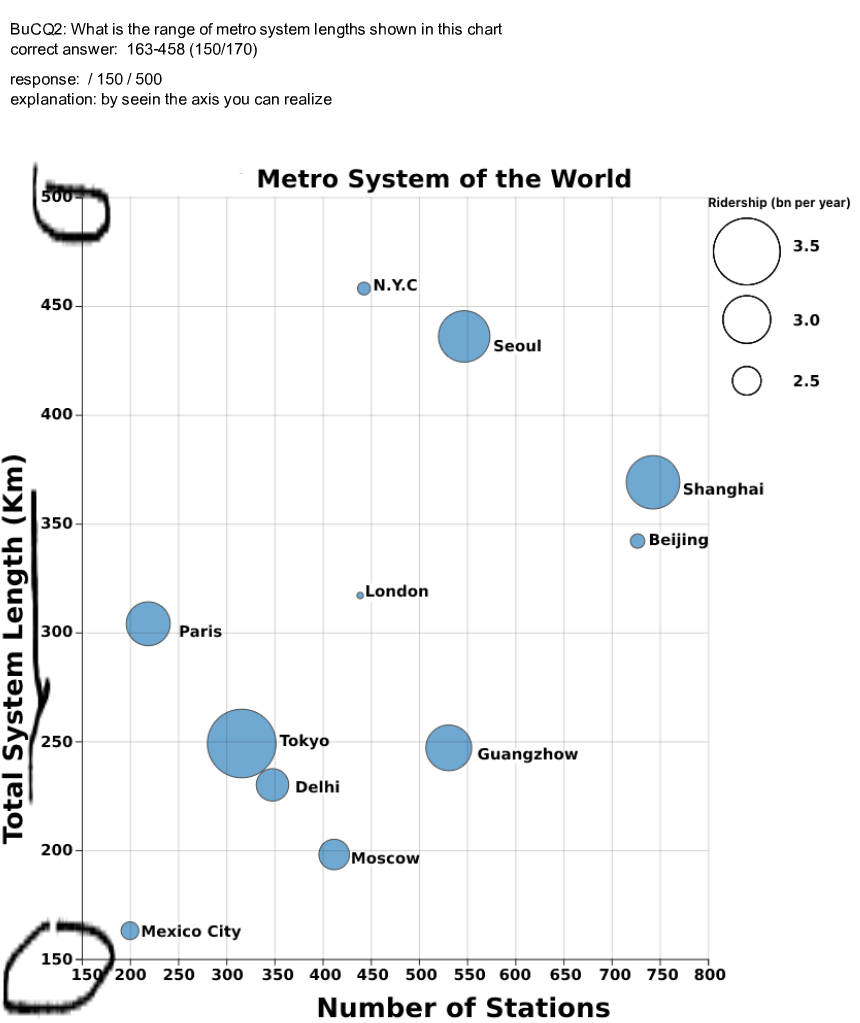 BuCQ2: What is the range of metro system lengths shown in this chart
correct answer:  163-458 (150/170)
response:  / 150 / 500
explanation: by seein the axis you can realize
Metro System of the World
Ridership (bn per year)
3.5
3.0
2.5
Total System Length (Km)
500
450
400
350
300
250
200
150
N.Y.C
Seoul
Shanghai
Beijing
London
Paris
Tokyo
Guangzhow
Delhi
Moscow
Mexico City
150 200 250 300 350 400 450 500 550 600 650 700 750 800
Number of Stations